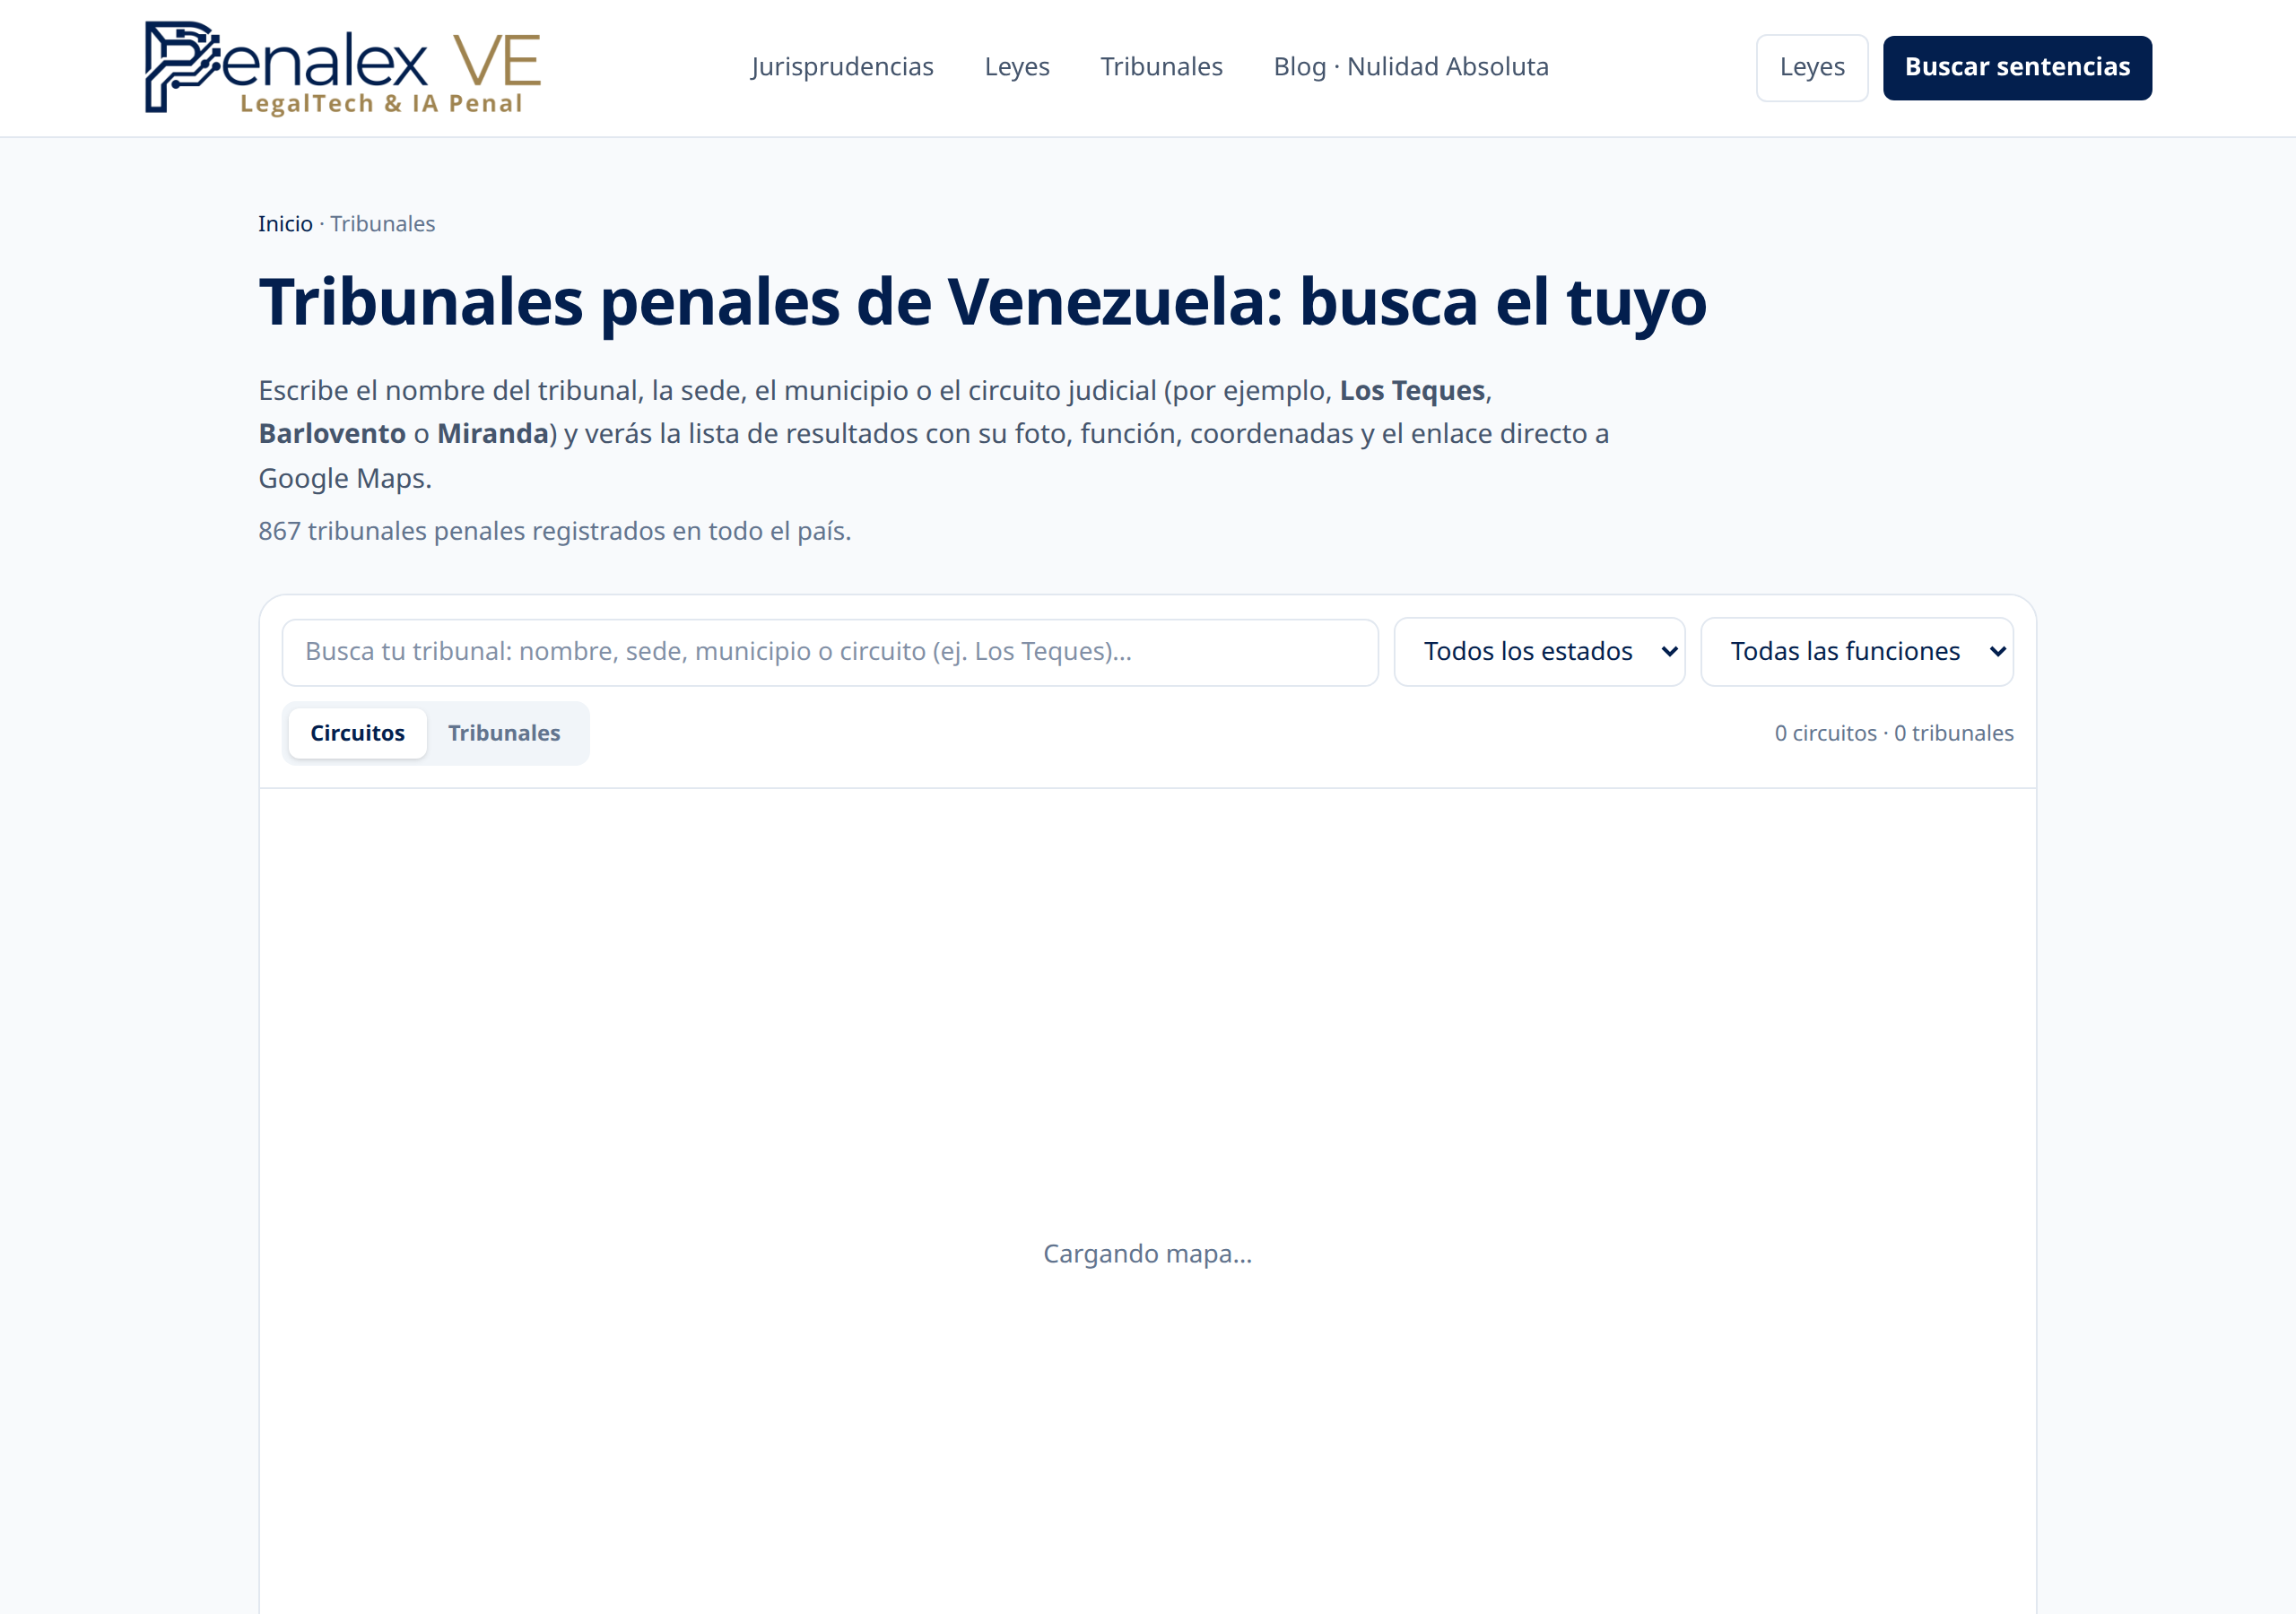 Penalex VE
LegalTech & IA Penal
Jurisprudencias
Leyes
Tribunales
Blog · Nulidad Absoluta
Leyes
Buscar sentencias
Inicio · Tribunales
Tribunales penales de Venezuela: busca el tuyo
Escribe el nombre del tribunal, la sede, el municipio o el circuito judicial (por ejemplo, Los Teques,
Barlovento o Miranda) y verás la lista de resultados con su foto, función, coordenadas y el enlace directo a
Google Maps.
867 tribunales penales registrados en todo el país.
Busca tu tribunal: nombre, sede, municipio o circuito (ej. Los Teques)...
Todos los estados
Todas las funciones
Circuitos
Tribunales
0 circuitos · 0 tribunales
Cargando mapa...